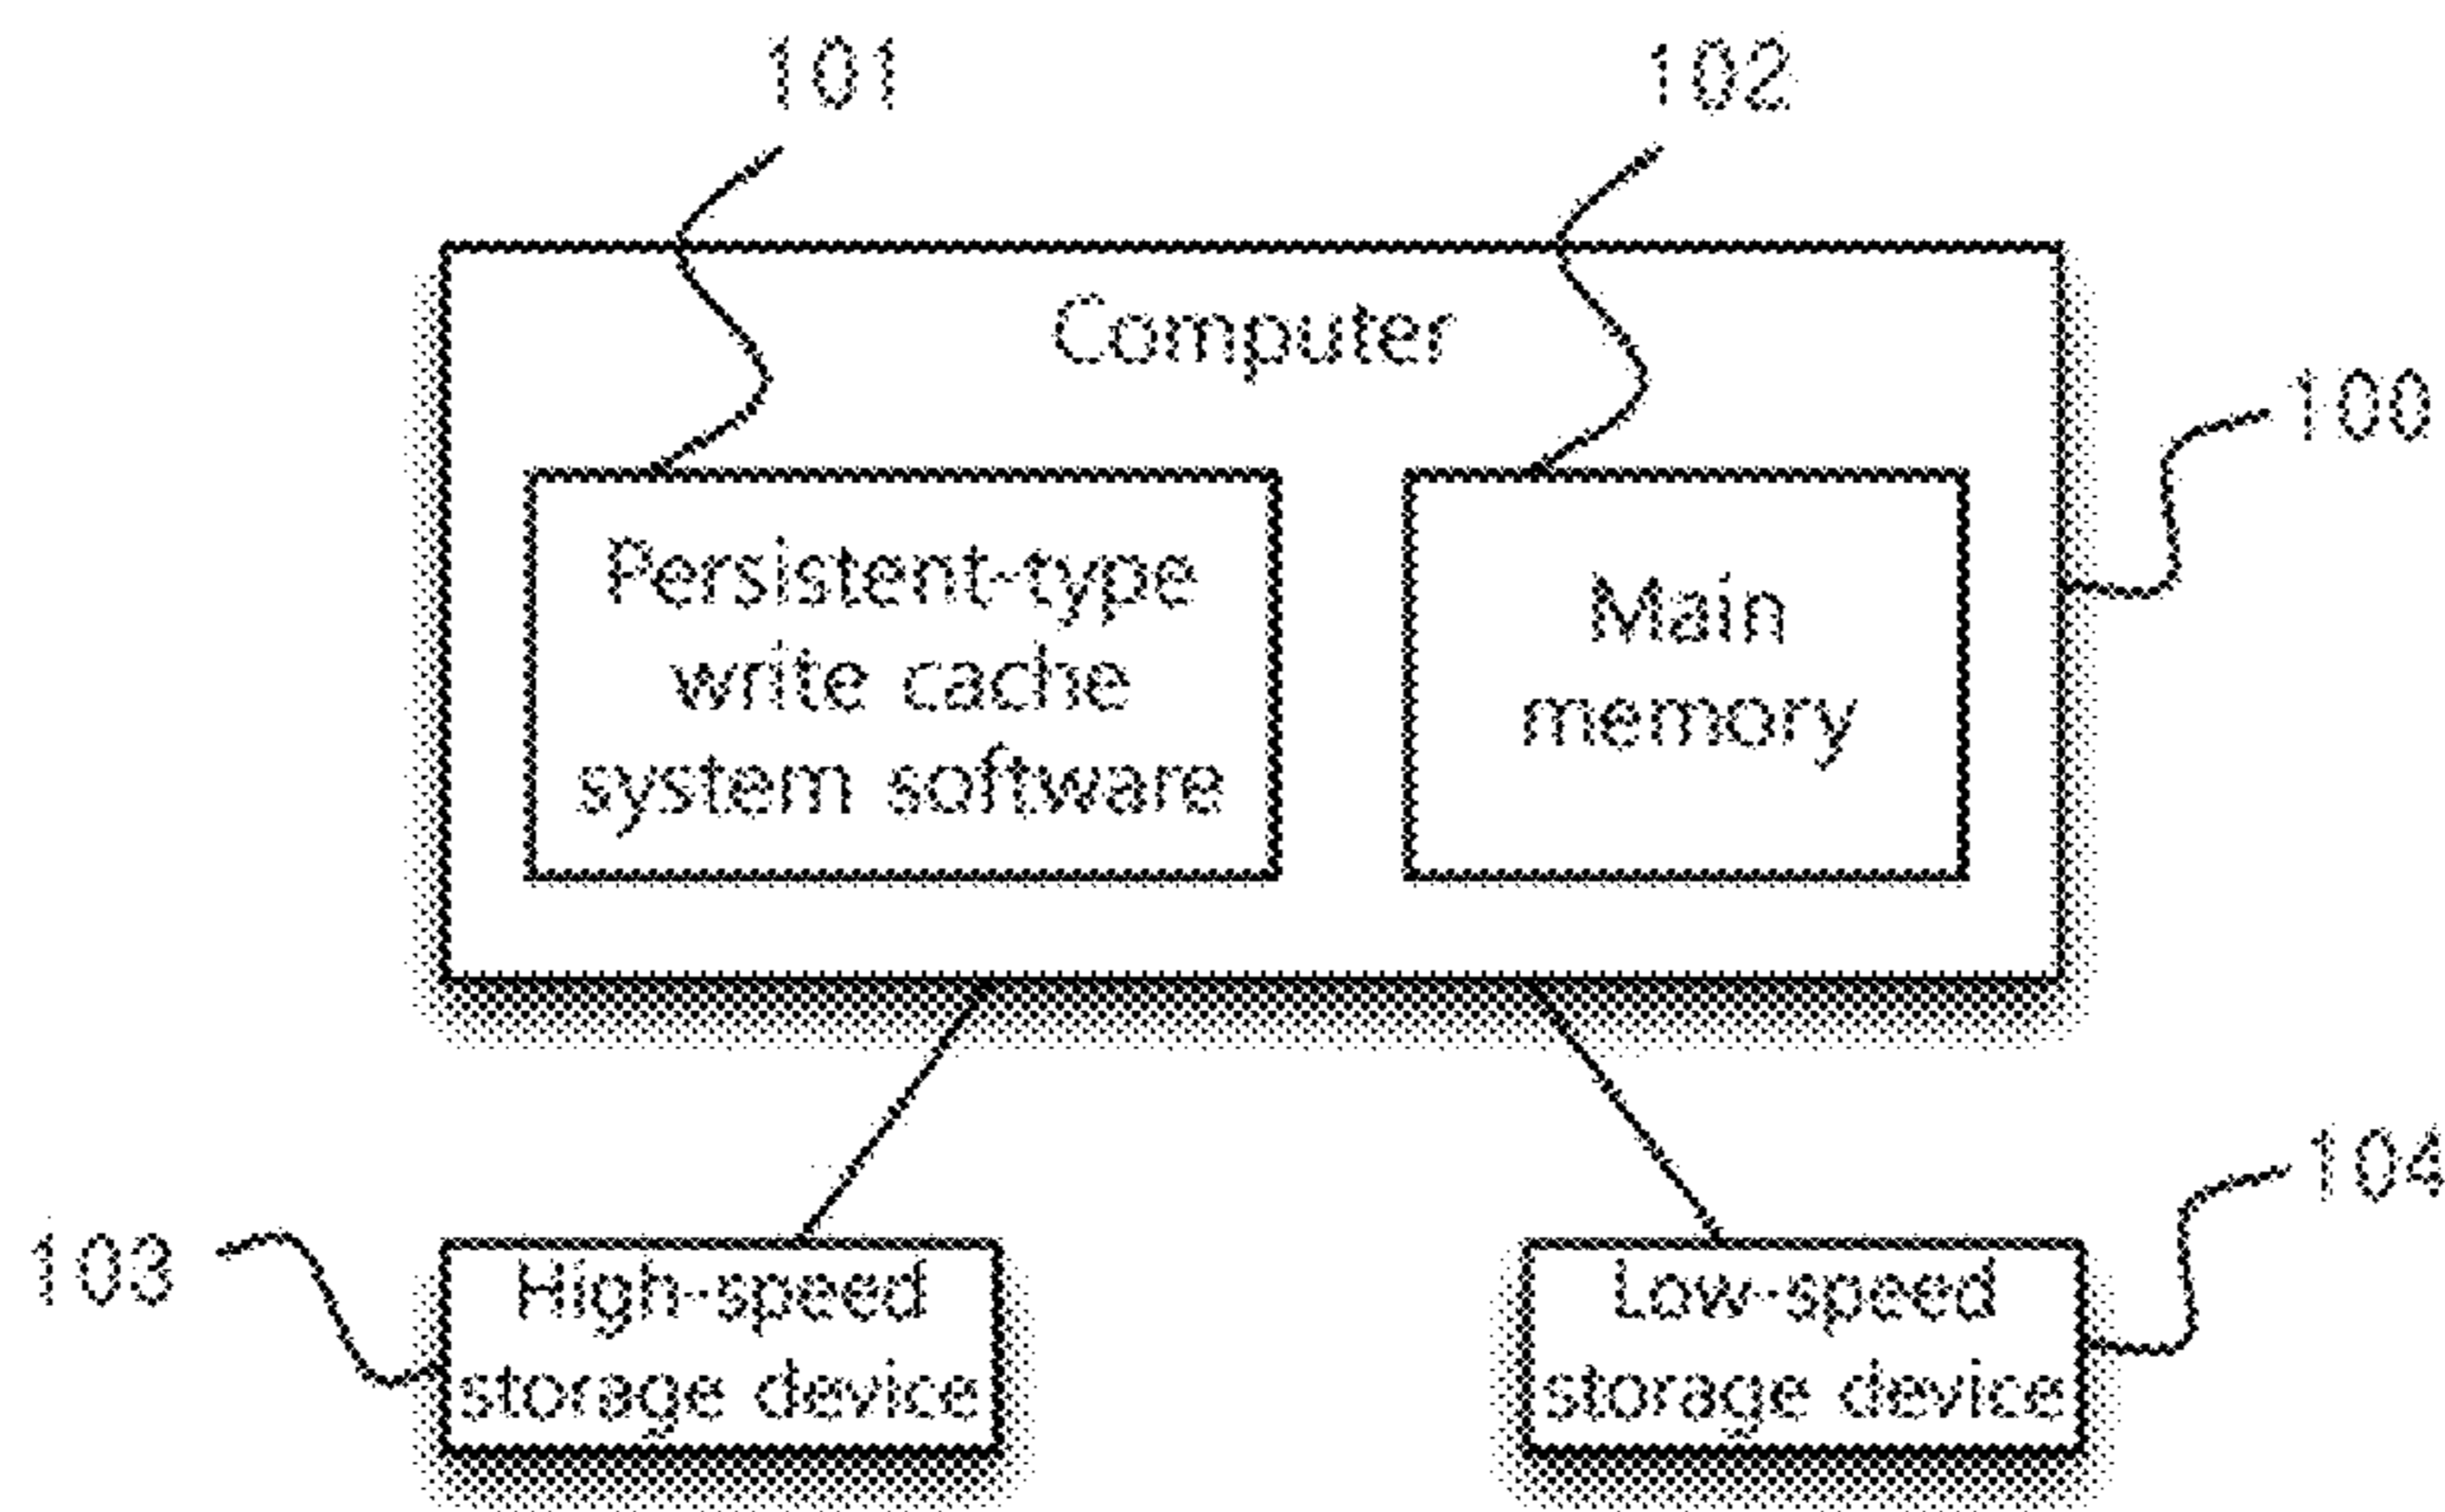 101
102
Computer
100
Persistent-type
write cache
system software
Main
memory
103
104
High-speed
storage device
Low-speed
storage device